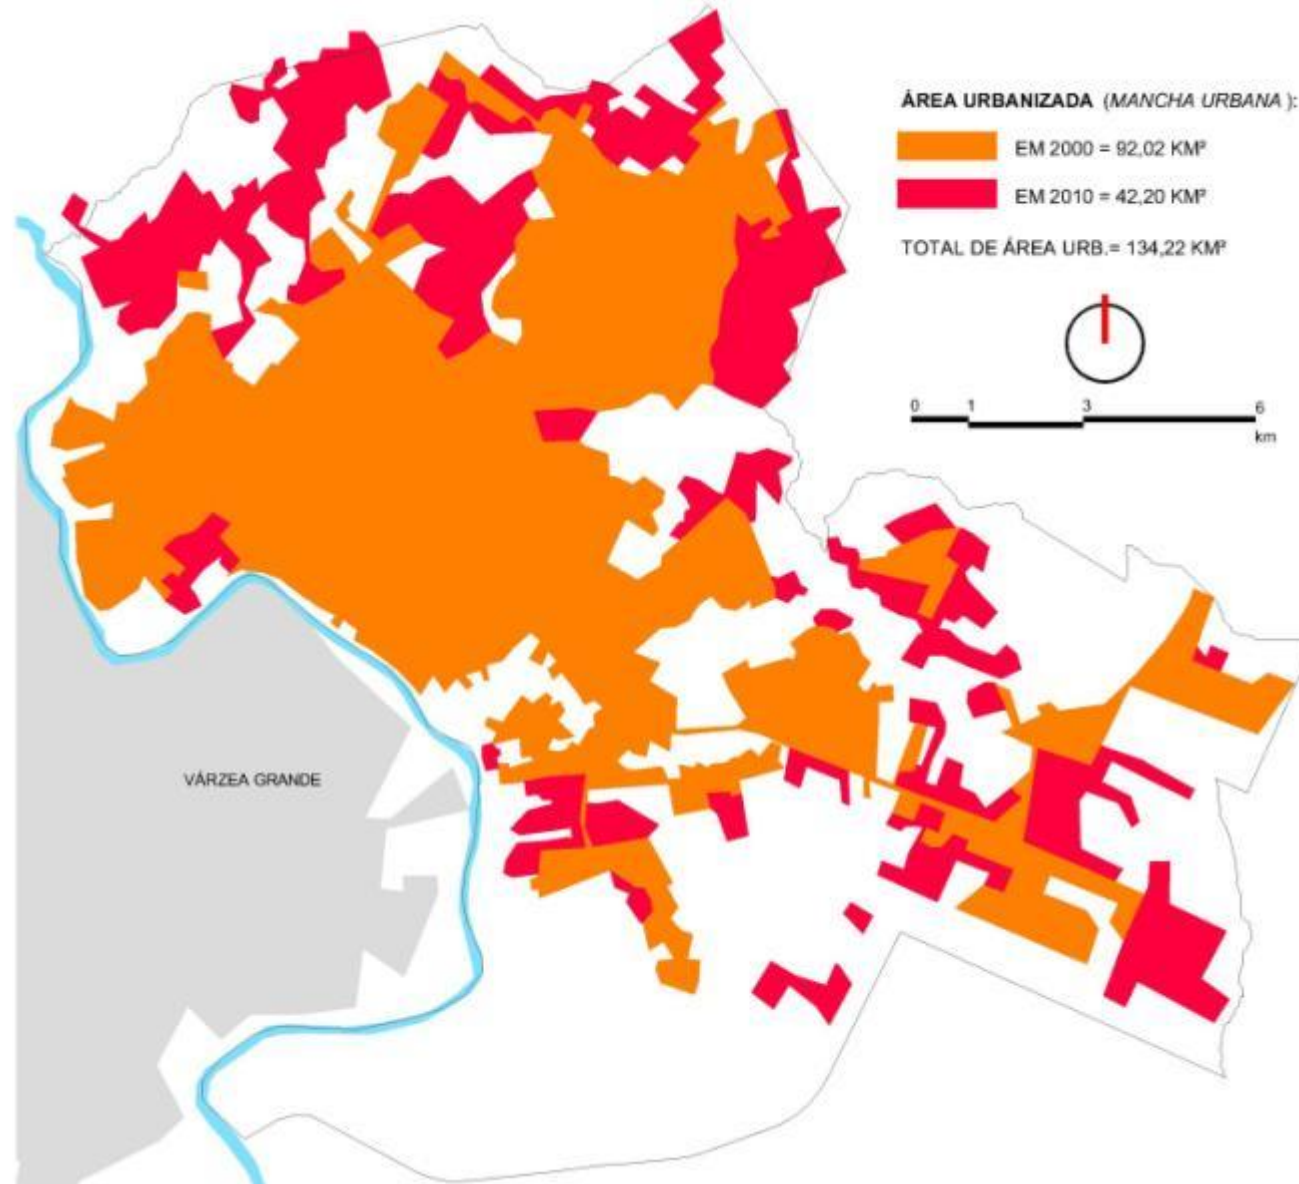 ÁREA URBANIZADA (MANCHA URBANA ):
EM 2000 = 92,02 KM²
EM 2010 = 42,20 KM²
TOTAL DE ÁREA URB.= 134,22 KM²
0 1 3 6
km
VÁRZEA GRANDE